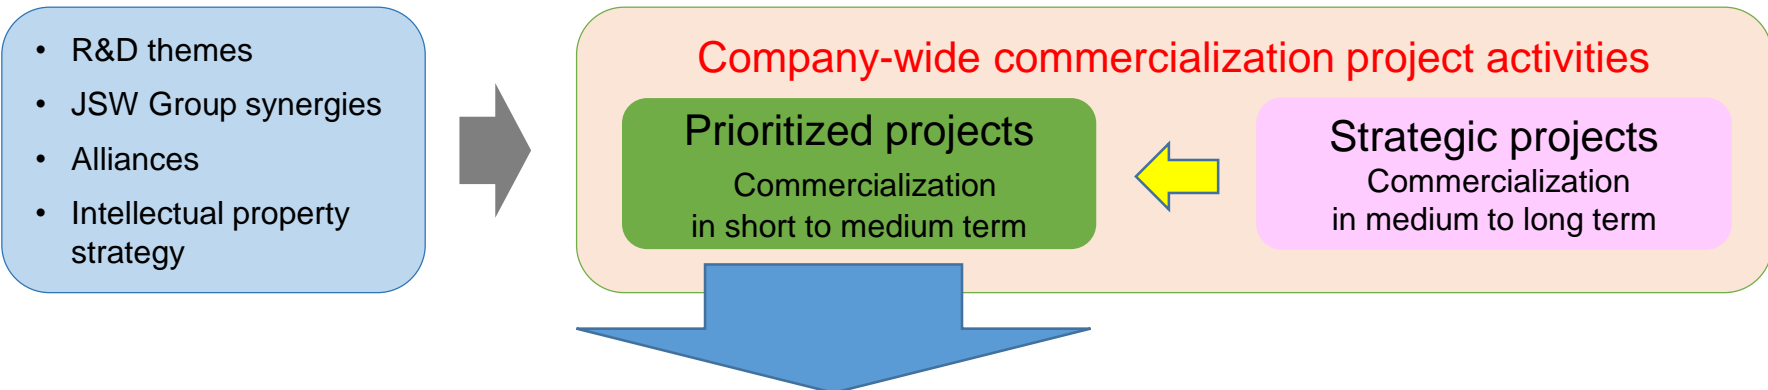 • R&D themes
• JSW Group synergies
• Alliances
• Intellectual property
strategy
Company-wide commercialization project activities
Prioritized projects
Commercialization
in short to medium term
Strategic projects
Commercialization
in medium to long term